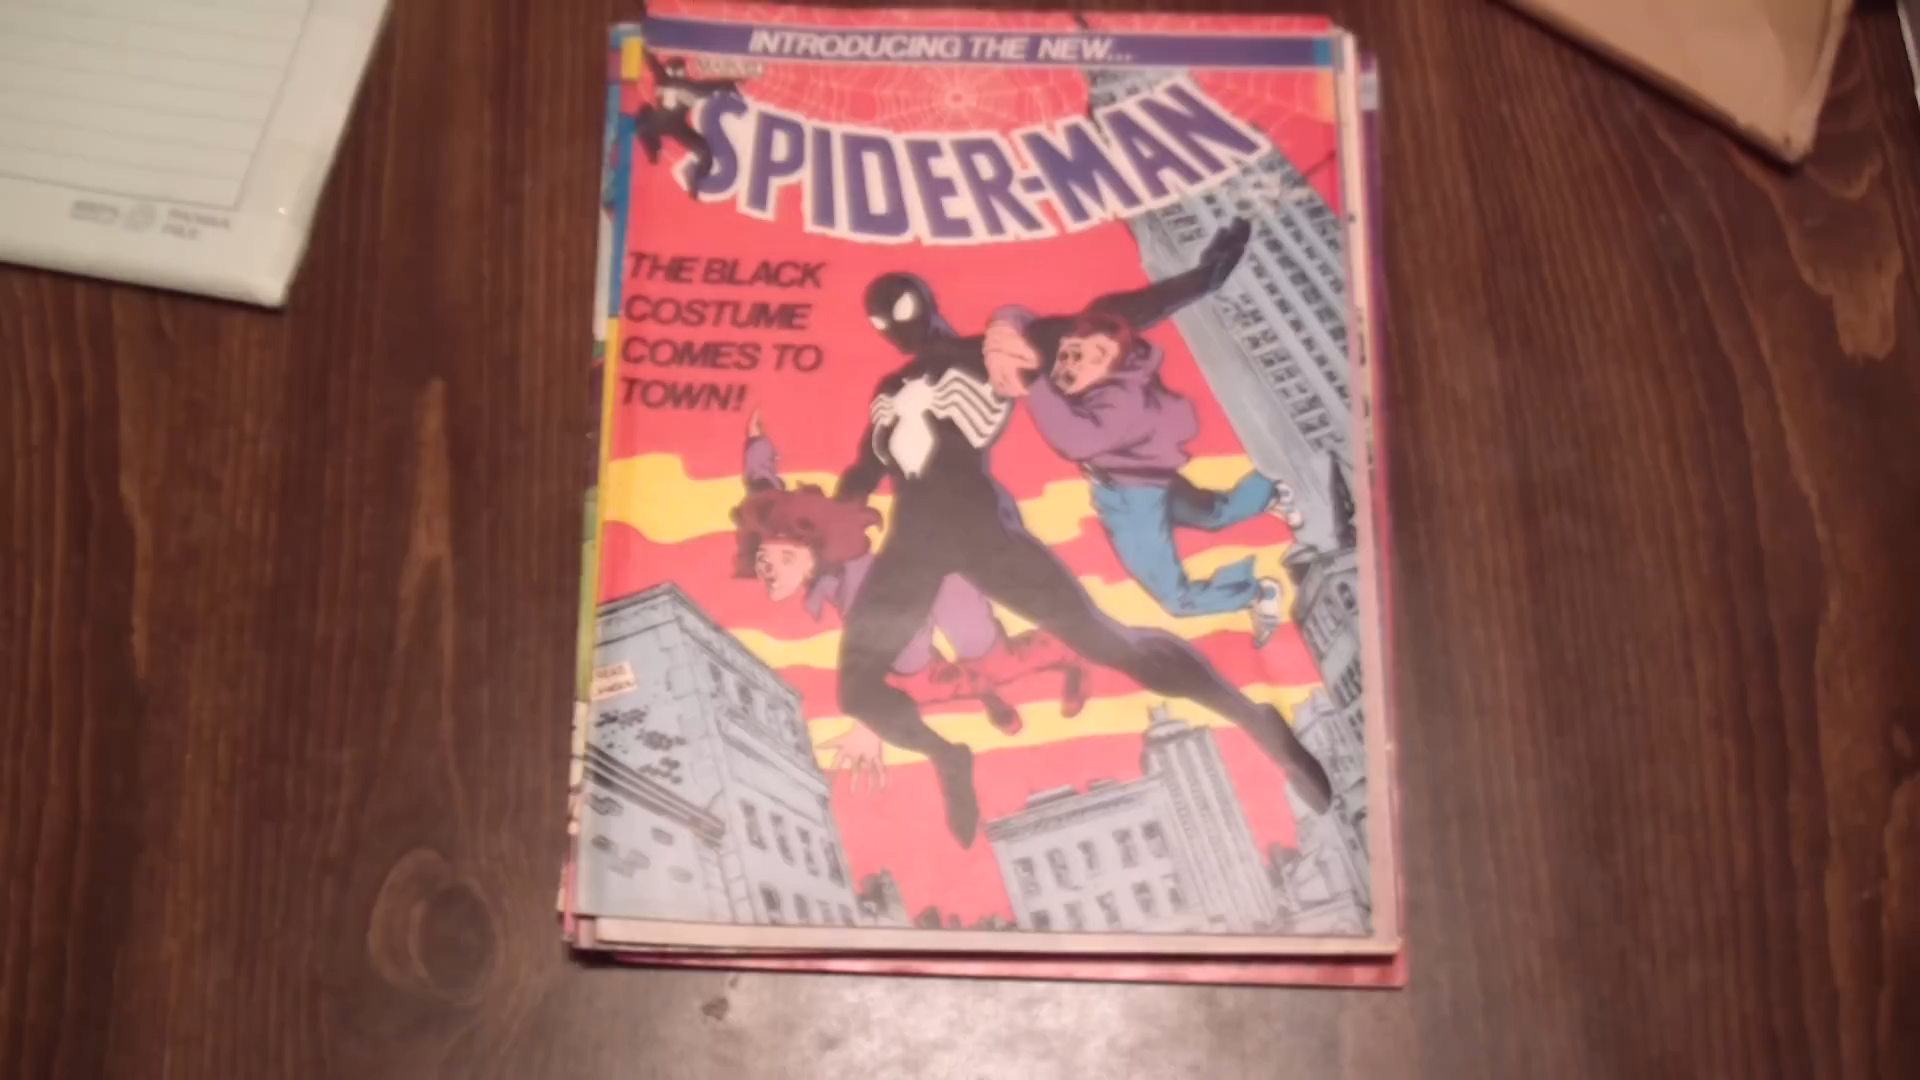 INTRODUCING THE NEW...
SPIDER-MAN
THE BLACK
COSTUME
COMES TO
TOWN!